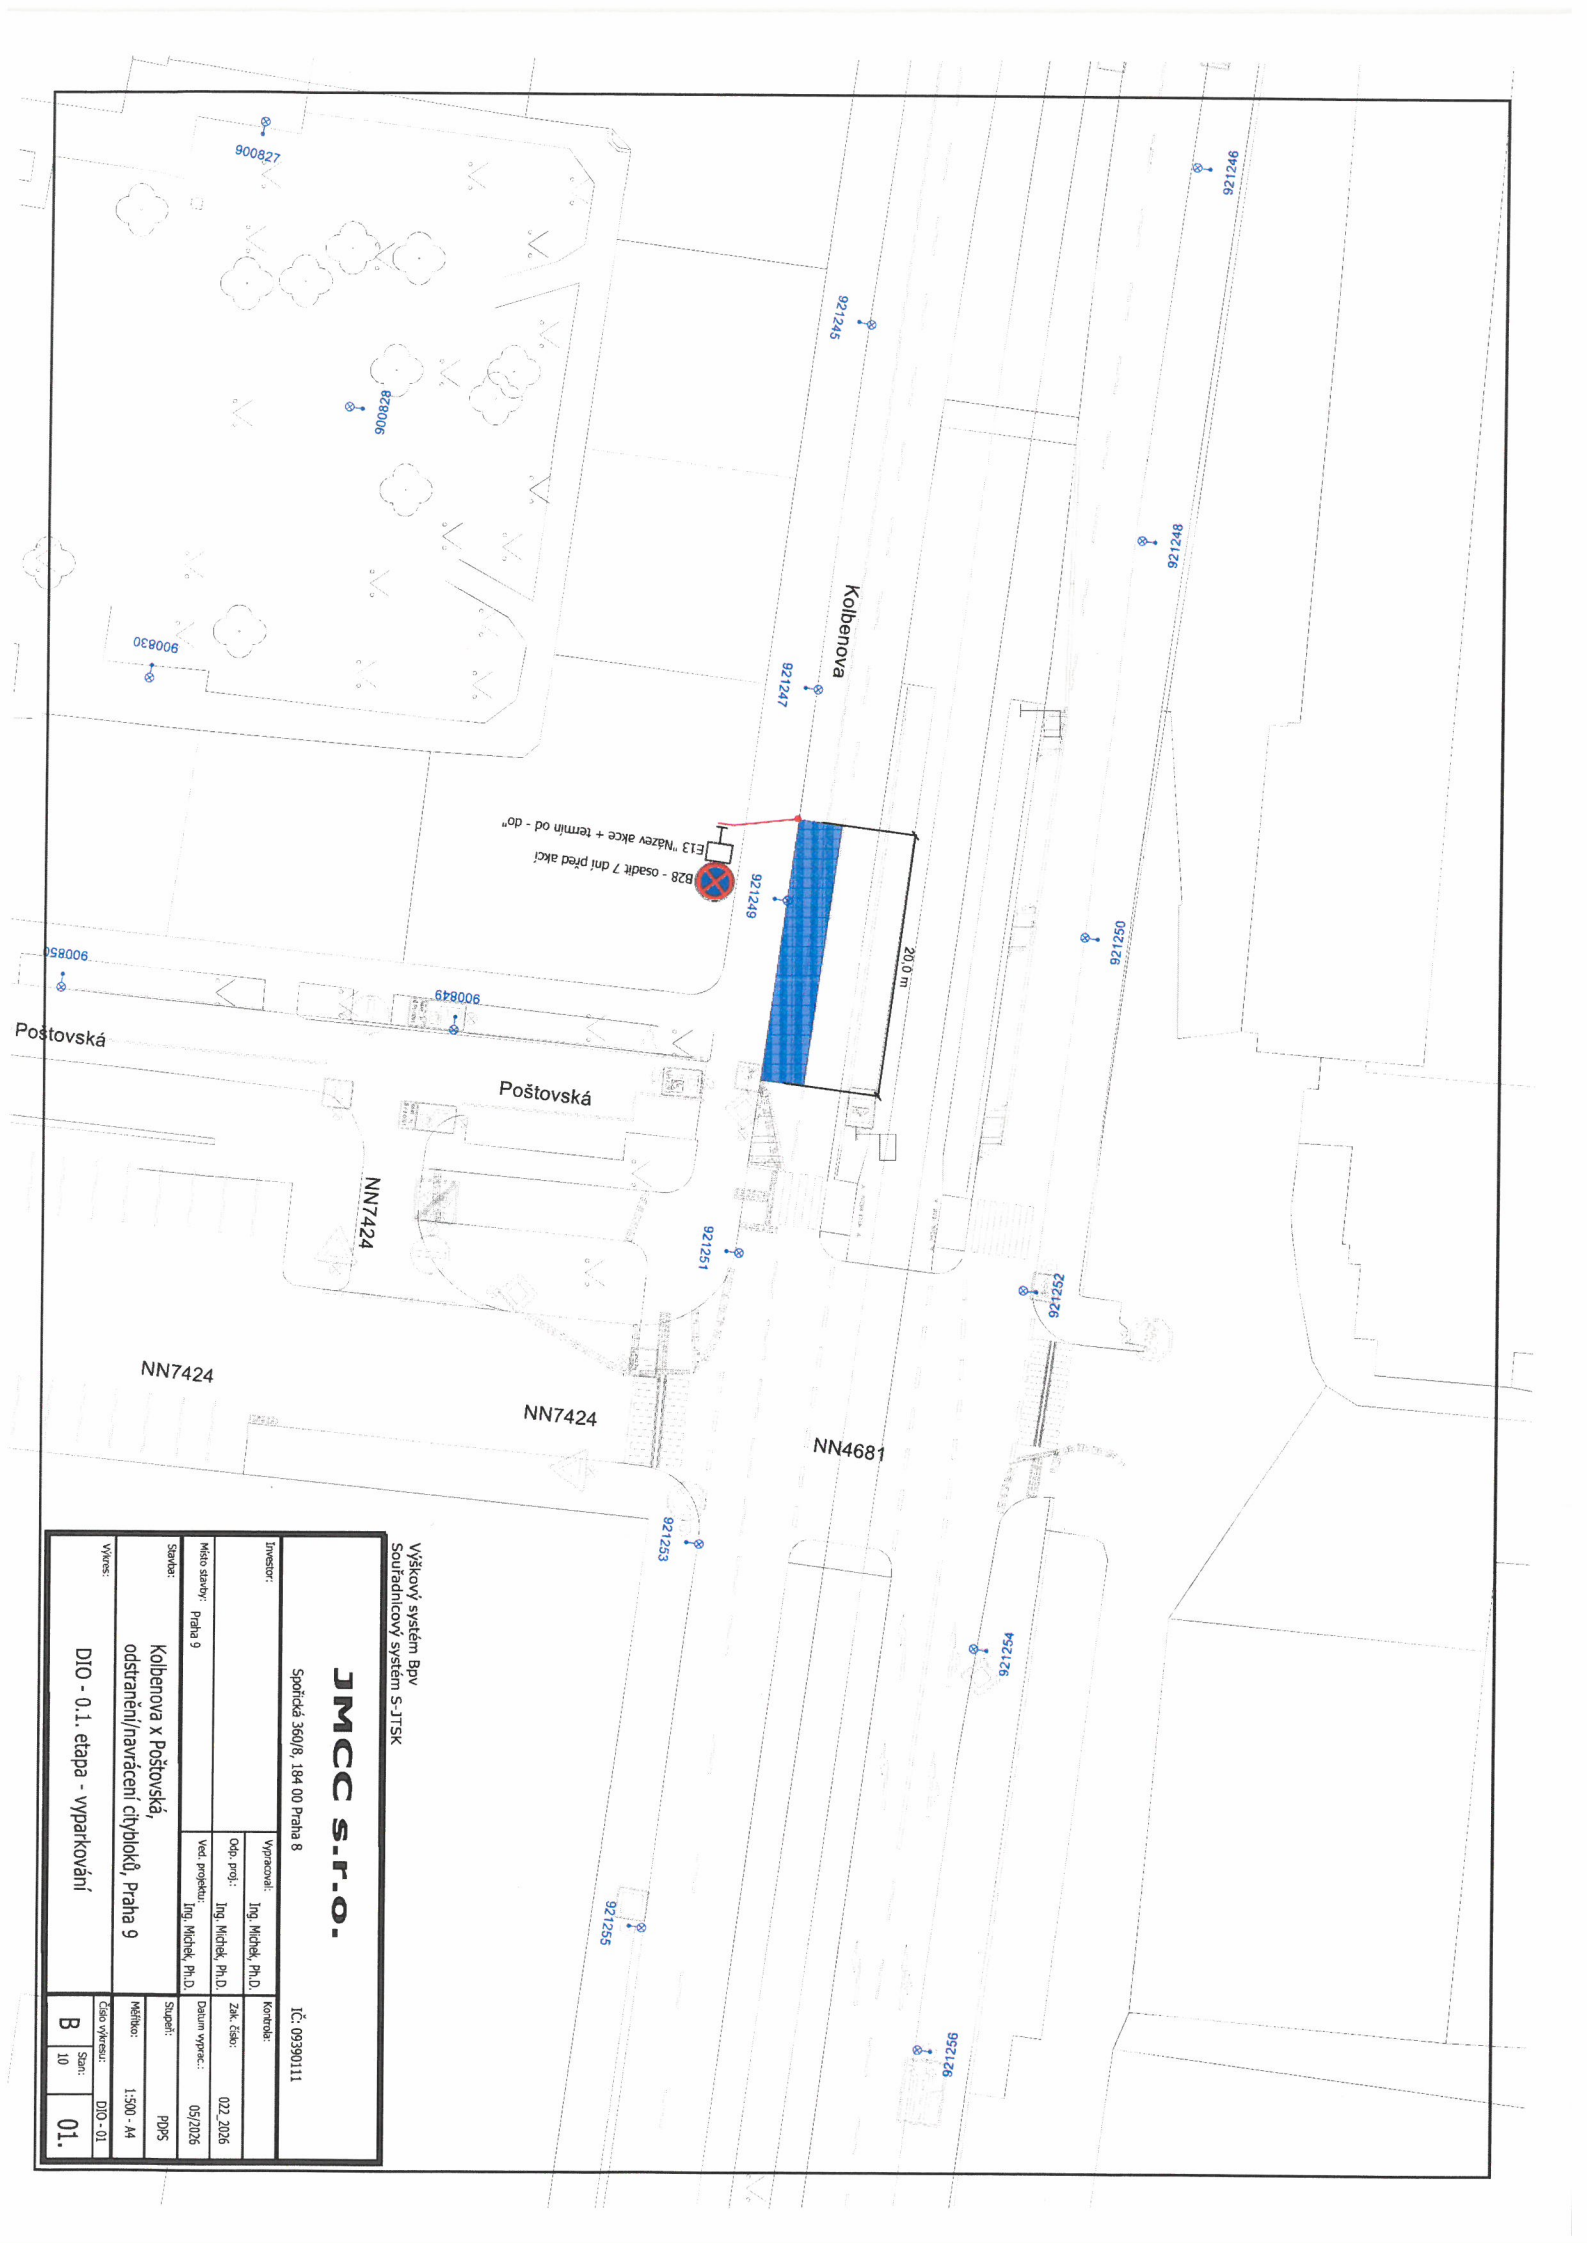 900827
921246
921245
900828
921248
Kolbenova
900830
921247
E13 "Název akce + termín od - do"
B28 - osadit 7 dní před akcí
921249
20,0 m
921250
900850
900849
Poštovská
Poštovská
NN7424
921251
921252
NN7424
NN7424
NN4681
921253
921254
921255
921256
Výškový systém Bpv
Souřadnicový systém S-JTSK
JMCC s.r.o.
Spořická 360/8, 184 00 Praha 8
IČ: 09390111
Investor:
Vypracoval: Ing. Michek, Ph.D.
Kontrola:
Odp. proj.: Ing. Michek, Ph.D.
Zak. číslo: 022_2026
Místo stavby: Praha 9
Ved. projektu: Ing. Michek, Ph.D.
Datum vyprac.: 05/2026
Stavba:
Kolbenova x Poštovská,
odstranění/navrácení citybloků, Praha 9
Stupeň: PDPS
Měřítko: 1:500 - A4
Výkres:
DIO - 0.1. etapa - vyparkování
Číslo výkresu: DIO - 01
B
Stan: 10
01.